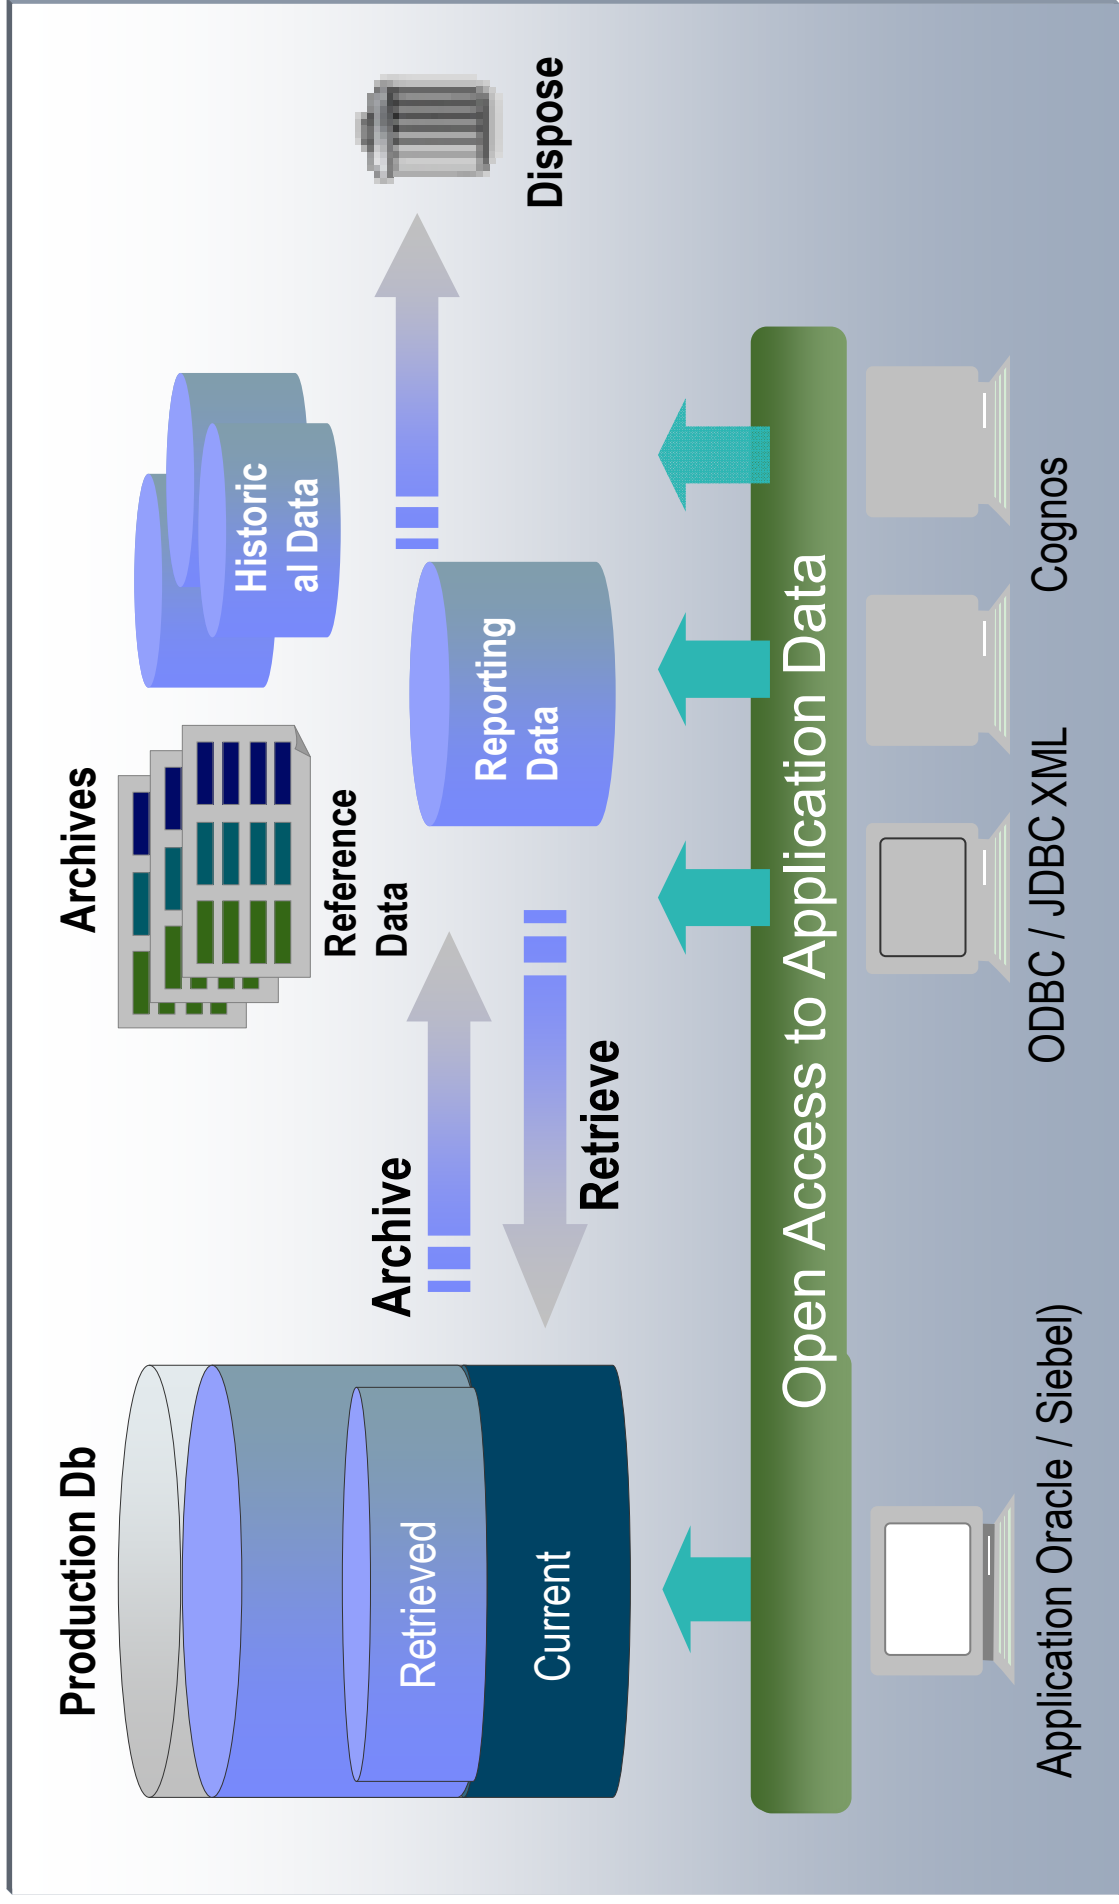 Production Db
Archives
Historic
al Data
Reference
Data
Archive
Retrieve
Reporting
Data
Dispose
Retrieved
Current
Open Access to Application Data
Application Oracle / Siebel)
ODBC / JDBC XML
Cognos